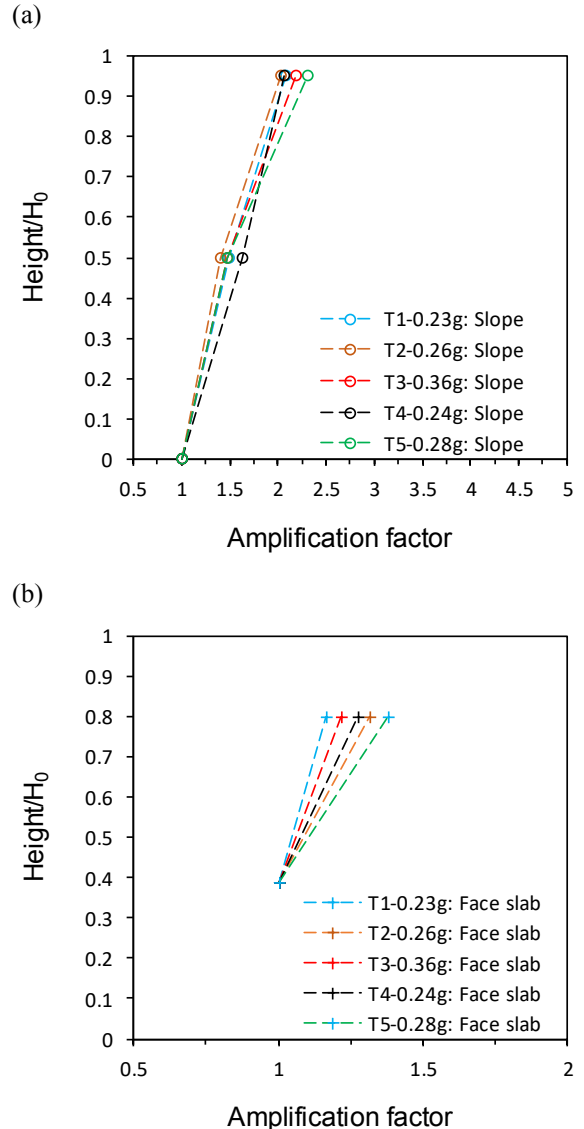 (a)
1
0.9
0.8
0.7
0.6
0.5
0.4
0.3
0.2
0.1
0
Height/H0
T1-0.23g: Slope
T2-0.26g: Slope
T3-0.36g: Slope
T4-0.24g: Slope
T5-0.28g: Slope
0.5 1 1.5 2 2.5 3 3.5 4 4.5 5
Amplification factor
(b)
1
0.9
0.8
0.7
0.6
0.5
0.4
0.3
0.2
0.1
0
Height/H0
T1-0.23g: Face slab
T2-0.26g: Face slab
T3-0.36g: Face slab
T4-0.24g: Face slab
T5-0.28g: Face slab
0.5 1 1.5 2
Amplification factor